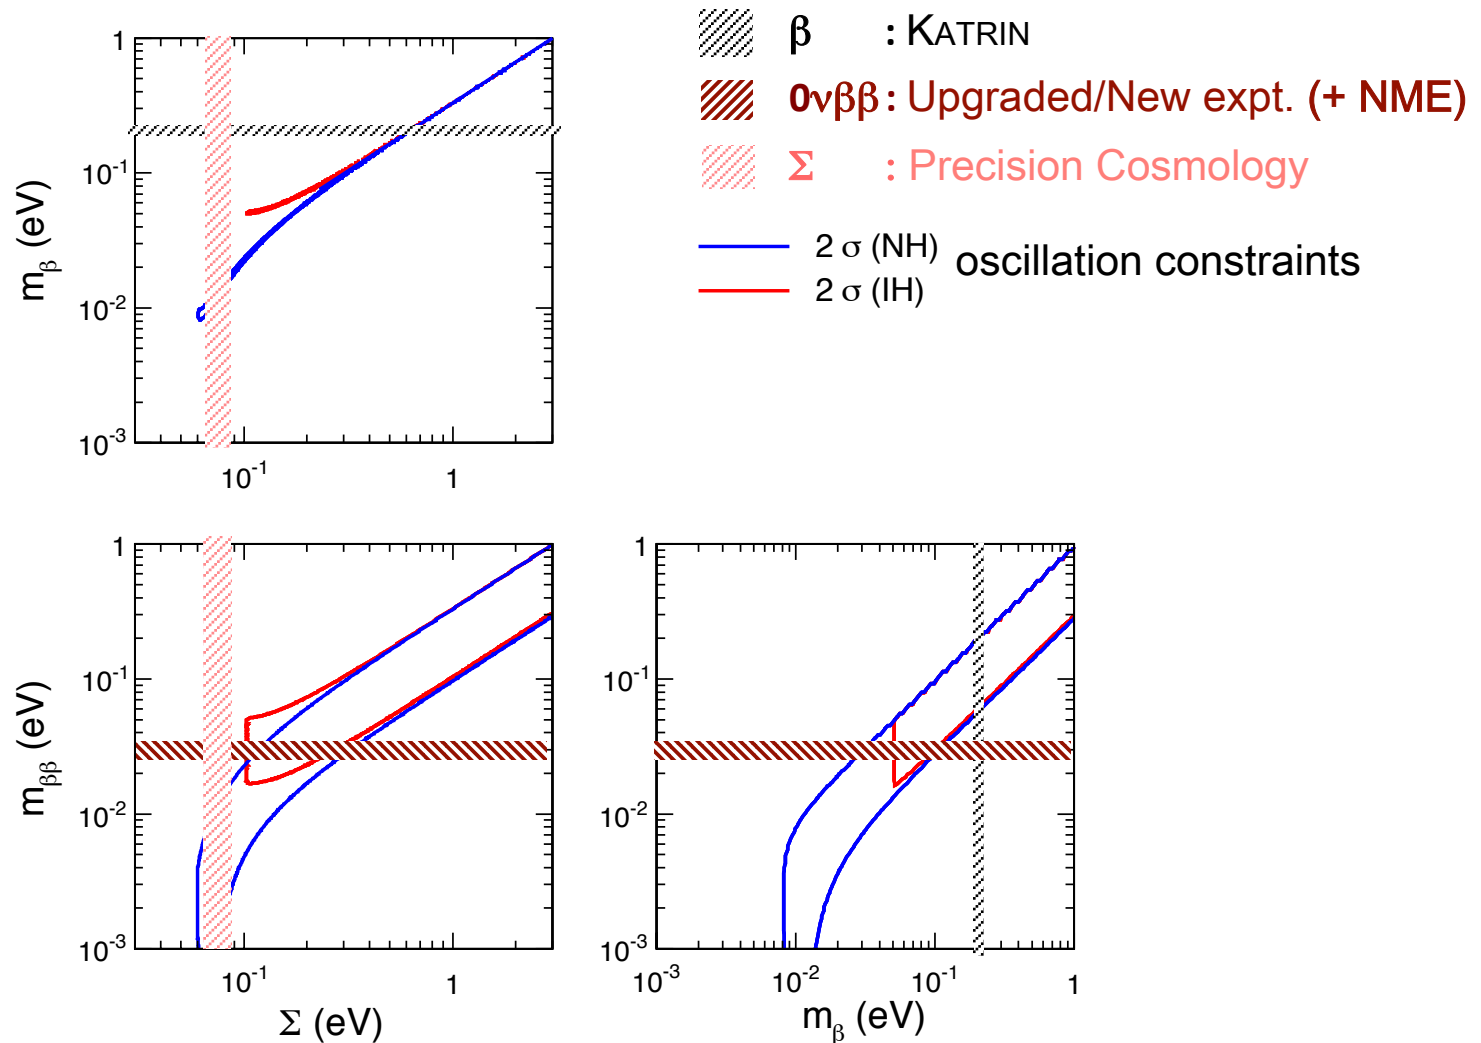 β : KATRIN
0νββ : Upgraded/New expt. (+ NME)
Σ : Precision Cosmology
2 σ (NH)
2 σ (IH)
oscillation constraints
1
10⁻¹
10⁻²
10⁻³
m_β (eV)
10⁻¹ 1
1
10⁻¹
10⁻²
10⁻³
m_ββ (eV)
10⁻¹ 1
Σ (eV)
1
10⁻¹
10⁻²
10⁻³
10⁻³ 10⁻² 10⁻¹ 1
m_β (eV)